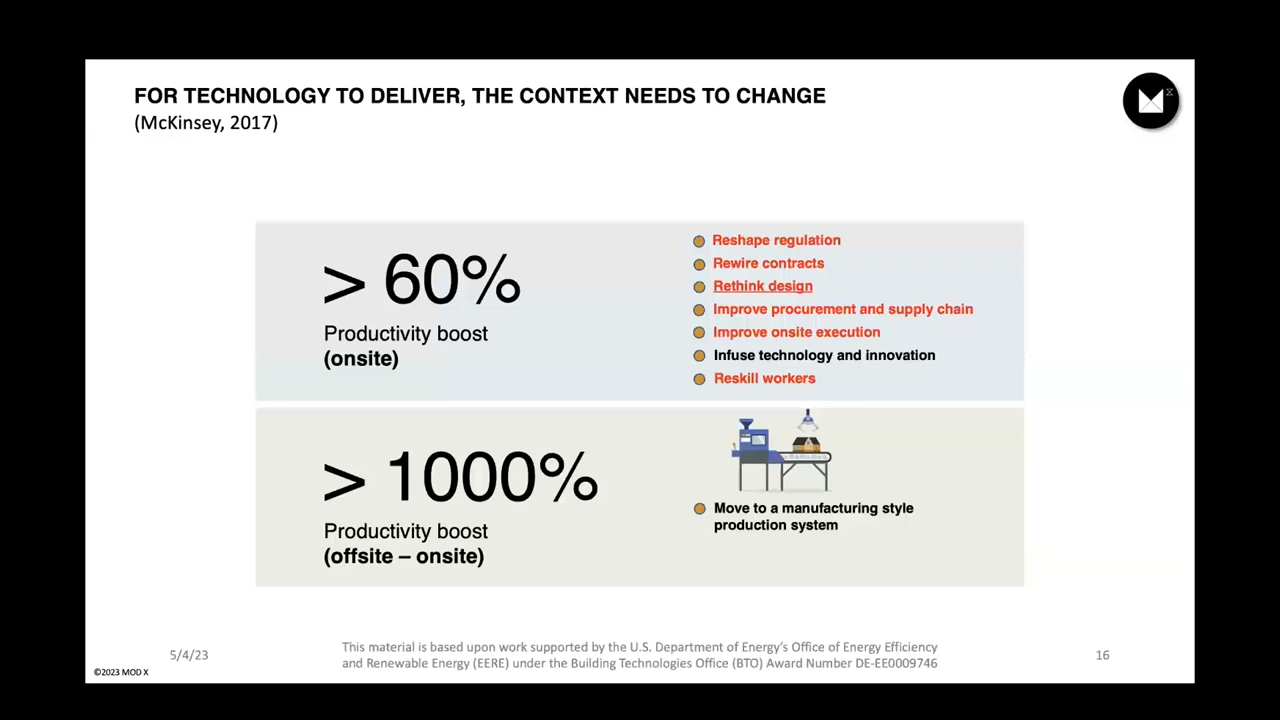 FOR TECHNOLOGY TO DELIVER, THE CONTEXT NEEDS TO CHANGE
(McKinsey, 2017)
> 60%
Productivity boost
(onsite)
Reshape regulation
Rewire contracts
Rethink design
Improve procurement and supply chain
Improve onsite execution
Infuse technology and innovation
Reskill workers
> 1000%
Productivity boost
(offsite – onsite)
Move to a manufacturing style
production system
5/4/23
This material is based upon work supported by the U.S. Department of Energy's Office of Energy Efficiency
and Renewable Energy (EERE) under the Building Technologies Office (BTO) Award Number DE-EE0009746
16
©2023 MOD X